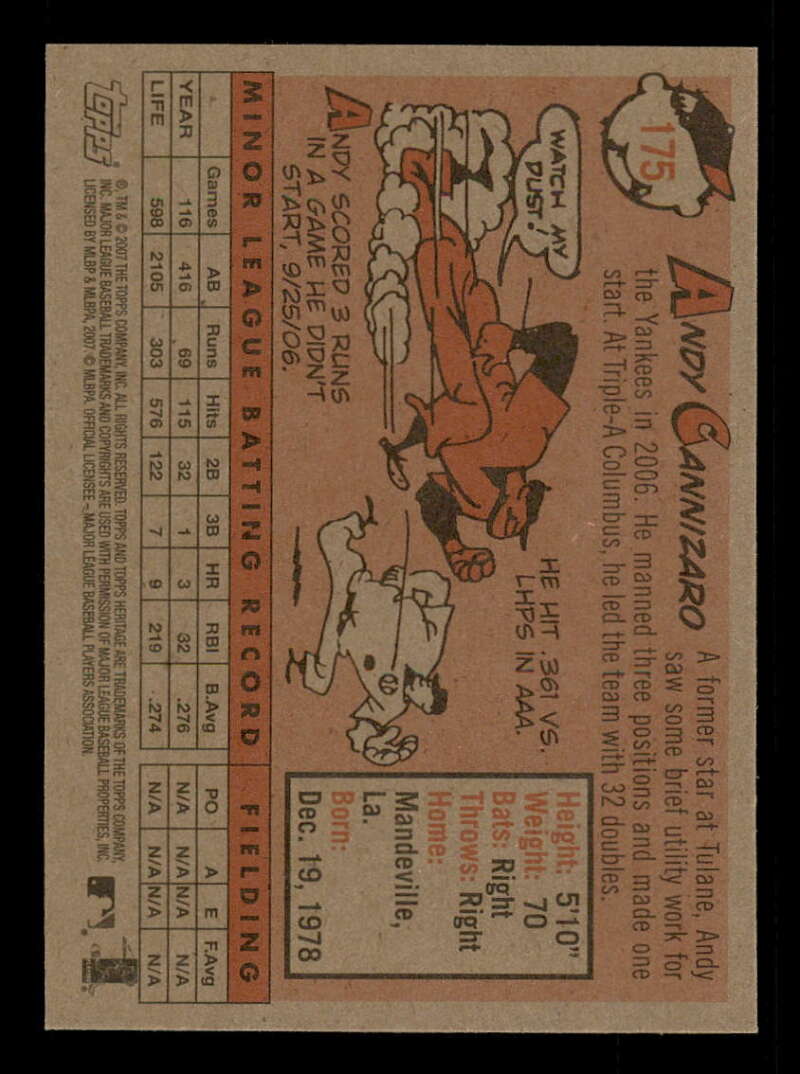 175
ANDY CANNIZARO
A former star at Tulane, Andy
saw some brief utility work for
the Yankees in 2006. He manned three positions and made one
start. At Triple-A Columbus, he led the team with 32 doubles.
WATCH MY
DUST!
ANDY SCORED 3 RUNS
IN A GAME HE DIDN'T
START, 9/25/06.
HE HIT .361 VS.
LHPS IN AAA.
Height: 5'10"
Weight: 70
Bats: Right
Throws: Right
Home:
Mandeville,
La.
Born:
Dec. 19, 1978
MINOR LEAGUE BATTING RECORD FIELDING
Games AB Runs Hits 2B 3B HR RBI B.Avg PO A E F.Avg
YEAR 116 416 69 115 32 1 3 32 .276 N/A N/A N/A N/A
LIFE 598 2105 303 576 122 7 9 219 .274 N/A N/A N/A N/A
topps®
®, TM & © 2007 THE TOPPS COMPANY, INC. ALL RIGHTS RESERVED. TOPPS AND TOPPS HERITAGE ARE TRADEMARKS OF THE TOPPS COMPANY,
INC. MAJOR LEAGUE BASEBALL TRADEMARKS AND COPYRIGHTS ARE USED WITH PERMISSION OF MAJOR LEAGUE BASEBALL PROPERTIES, INC.
LICENSED BY MLBP & MLBPA, 2007. © MLBPA. OFFICIAL LICENSEE – MAJOR LEAGUE BASEBALL PLAYERS ASSOCIATION.